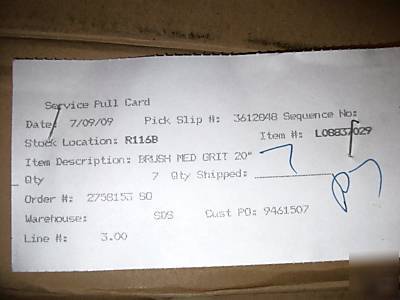 Service Pull Card
Date: 7/09/09 Pick Slip #: 3612848 Sequence No:
Stock Location: R116B Item #: L08837029
Item Description: BRUSH MED GRIT 20"
Qty 7 Qty Shipped: 7
Order #: 2758153 SO
Warehouse: SDS Cust PO: 9461507
Line #: 3.00